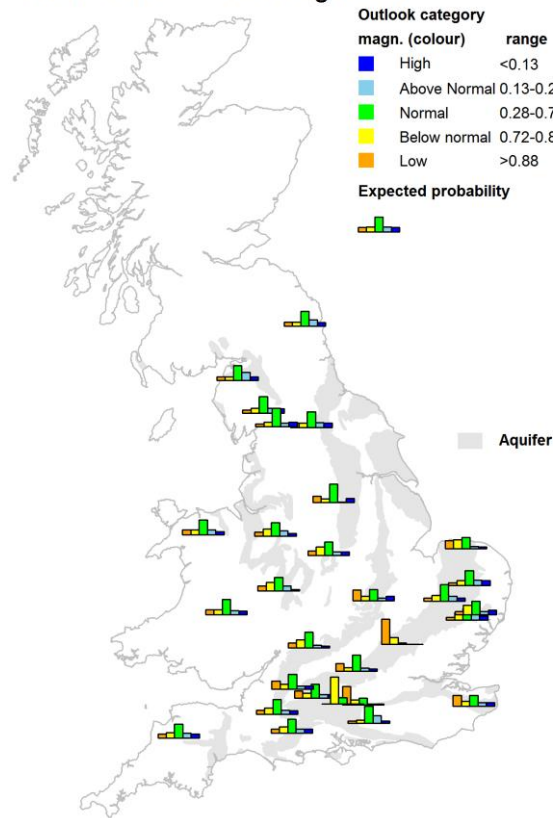 Outlook category
magn. (colour) range
High <0.13
Above Normal 0.13-0.2
Normal 0.28-0.7
Below normal 0.72-0.8
Low >0.88
Expected probability
Aquifer